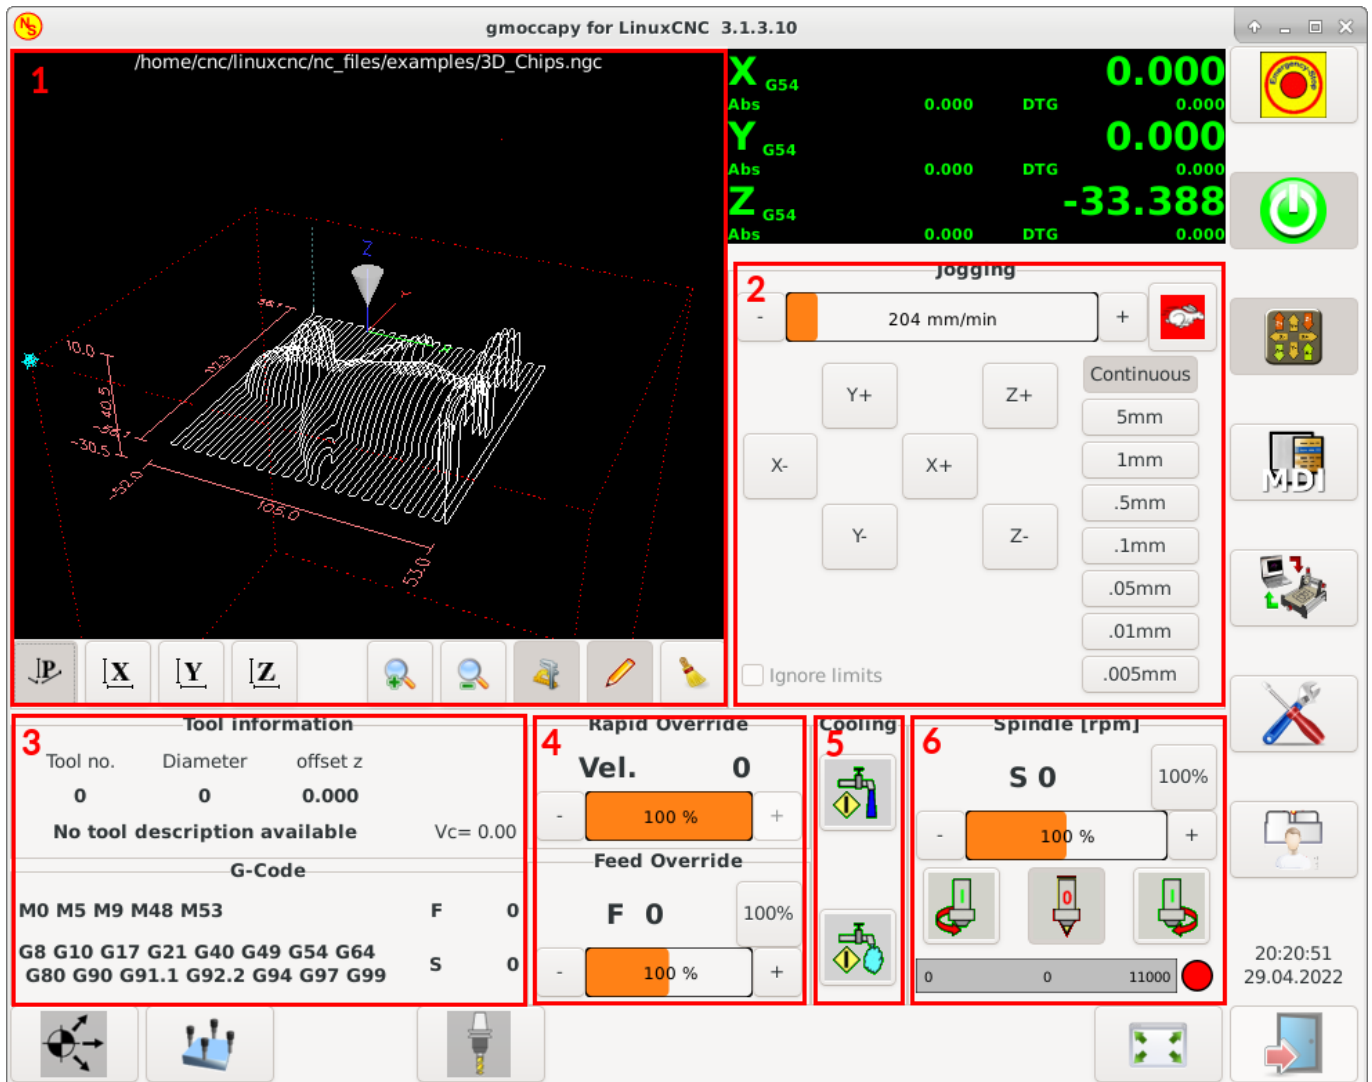 gmoccapy for LinuxCNC 3.1.3.10
1
/home/cnc/linuxcnc/nc_files/examples/3D_Chips.ngc
Z
Y
X
10.0
40.5
-30.5
-52.0
105.0
53.0
P X Y Z
X G54 0.000
Abs 0.000 DTG 0.000
Y G54 0.000
Abs 0.000 DTG 0.000
Z G54 -33.388
Abs 0.000 DTG 0.000
Emergency-Stop
2
Jogging
- 204 mm/min +
Y+ Z+
X- X+
Y- Z-
Continuous
5mm
1mm
.5mm
.1mm
.05mm
.01mm
.005mm
Ignore limits
MDI
3
Tool information
Tool no. Diameter offset z
0 0 0.000
No tool description available Vc= 0.00
G-Code
M0 M5 M9 M48 M53 F 0
G8 G10 G17 G21 G40 G49 G54 G64
G80 G90 G91.1 G92.2 G94 G97 G99
S 0
4
Rapid Override
Vel. 0
- 100 % +
Feed Override
F 0 100%
- 100 % +
5
Cooling
6
Spindle [rpm]
S 0 100%
- 100 % +
I 0 I
0 0 11000
20:20:51
29.04.2022